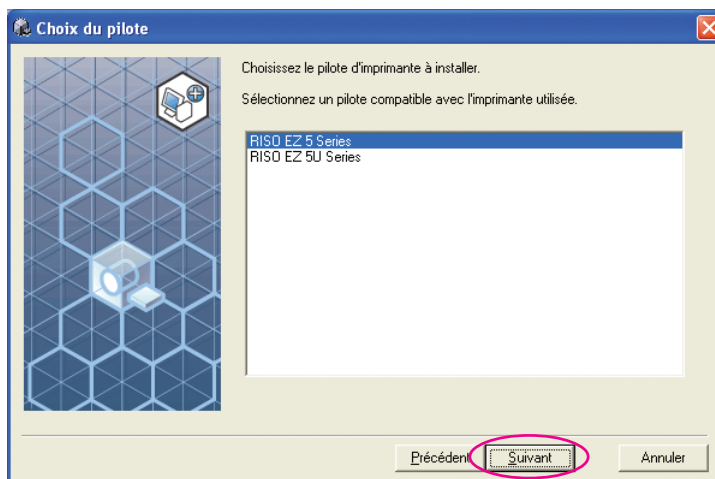 Choix du pilote
Choisissez le pilote d'imprimante à installer.
Sélectionnez un pilote compatible avec l'imprimante utilisée.
RISO EZ 5 Series
RISO EZ 5U Series
Précédent Suivant Annuler